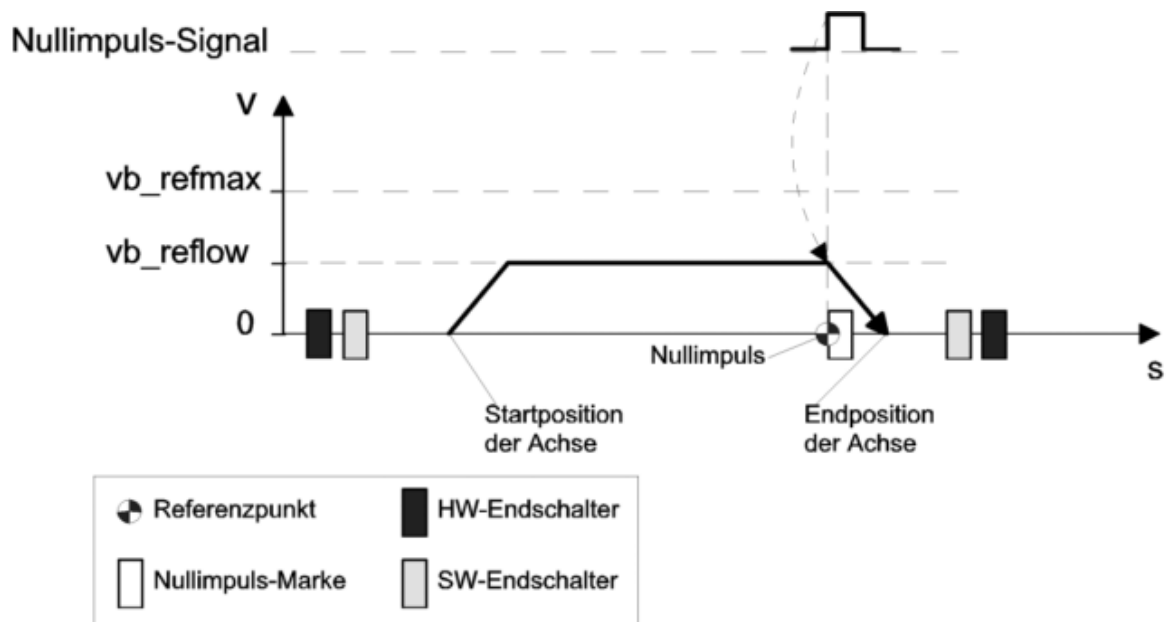 Nullimpuls-Signal
V
vb_refmax
vb_reflow
0
Nullimpuls
s
Startposition
der Achse
Endposition
der Achse
Referenzpunkt
HW-Endschalter
Nullimpuls-Marke
SW-Endschalter